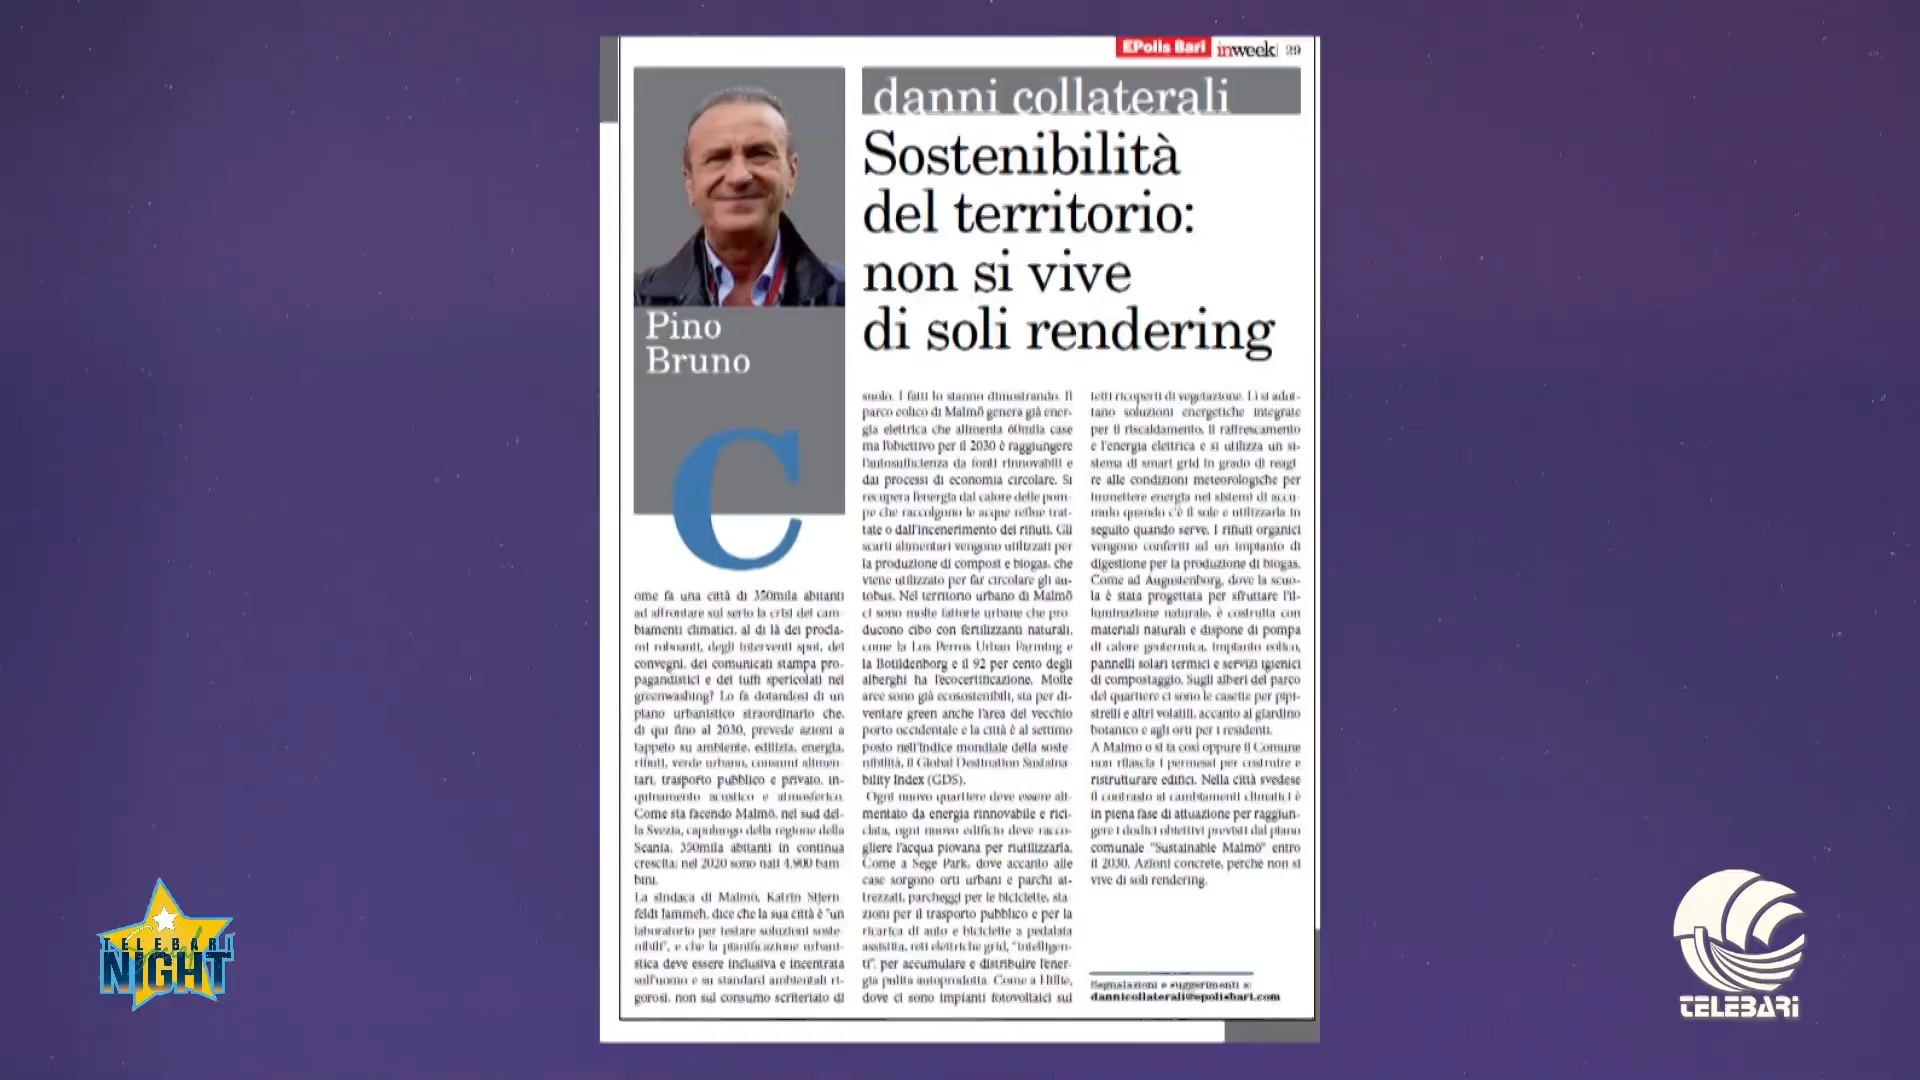 EPolis Bari inweek| 29
danni collaterali
Sostenibilità
del territorio:
non si vive
di soli rendering
Pino
Bruno
C
ome fa una città di 350mila abitanti
ad affrontare sul serio la crisi dei cam-
biamenti climatici, al di là dei procla-
mi roboanti, degli interventi spot, dei
convegni, dei comunicati stampa pro-
pagandistici e dei tuffi spericolati nel
greenwashing? Lo fa dotandosi di un
piano urbanistico straordinario che,
di qui fino al 2030, prevede azioni a
tappeto su ambiente, edilizia, energia,
rifiuti, verde urbano, consumi alimen-
tari, trasporto pubblico e privato, in-
quinamento acustico e atmosferico.
Come sta facendo Malmö, nel sud del-
la Svezia, capoluogo della regione della
Scania. 350mila abitanti in continua
crescita: nel 2020 sono nati 4.900 bam-
bini.
La sindaca di Malmö, Katrin Stjern-
feldt Jammeh, dice che la sua città è "un
laboratorio per testare soluzioni soste-
nibili", e che la pianificazione urbani-
stica deve essere inclusiva e incentrata
sull'uomo e su standard ambientali ri-
gorosi, non sul consumo scriteriato di
suolo. I fatti lo stanno dimostrando. Il
parco eolico di Malmö genera già ener-
gia elettrica che alimenta 60mila case
ma l'obiettivo per il 2030 è raggiungere
l'autosufficienza da fonti rinnovabili e
dai processi di economia circolare. Si
recupera l'energia dal calore delle pom-
pe che raccolgono le acque reflue trat-
tate o dall'incenerimento dei rifiuti. Gli
scarti alimentari vengono utilizzati per
la produzione di compost e biogas, che
viene utilizzato per far circolare gli au-
tobus. Nel territorio urbano di Malmö
ci sono molte fattorie urbane che pro-
ducono cibo con fertilizzanti naturali,
come la Los Perros Urban Farming e
la Botildenborg e il 92 per cento degli
alberghi ha l'ecocertificazione. Molte
aree sono già ecosostenibili, sta per di-
ventare green anche l'area del vecchio
porto occidentale e la città è al settimo
posto nell'indice mondiale della soste-
nibilità, il Global Destination Sustaina-
bility Index (GDS).
Ogni nuovo quartiere deve essere ali-
mentato da energia rinnovabile e rici-
clata, ogni nuovo edificio deve racco-
gliere l'acqua piovana per riutilizzarla.
Come a Sege Park, dove accanto alle
case sorgono orti urbani e parchi at-
trezzati, parcheggi per le biciclette, sta-
zioni per il trasporto pubblico e per la
ricarica di auto e biciclette a pedalata
assistita, reti elettriche grid, "intelligen-
ti", per accumulare e distribuire l'ener-
gia pulita autoprodotta. Come a Hilie,
dove ci sono impianti fotovoltaici sui
tetti ricoperti di vegetazione. Lì si adot-
tano soluzioni energetiche integrate
per il riscaldamento, il raffrescamento
e l'energia elettrica e si utilizza un si-
stema di smart grid in grado di reagi-
re alle condizioni meteorologiche per
immettere energia nei sistemi di accu-
mulo quando c'è il sole e utilizzarla in
seguito quando serve. I rifiuti organici
vengono conferiti ad un impianto di
digestione per la produzione di biogas.
Come ad Augustenborg, dove la scuo-
la è stata progettata per sfruttare l'il-
luminazione naturale, è costruita con
materiali naturali e dispone di pompa
di calore geotermica, impianto eolico,
pannelli solari termici e servizi igienici
di compostaggio. Sugli alberi del parco
del quartiere ci sono le casette per pipi-
strelli e altri volatili, accanto al giardino
botanico e agli orti per i residenti.
A Malmö o si fa così oppure il Comune
non rilascia i permessi per costruire e
ristrutturare edifici. Nella città svedese
il contrasto ai cambiamenti climatici è
in piena fase di attuazione per raggiun-
gere i dodici obiettivi previsti dal piano
comunale "Sustainable Malmö" entro
il 2030. Azioni concrete, perché non si
vive di soli rendering.
Segnalazioni e suggerimenti a:
dannicollaterali@epolisbari.com
TELEBARI
NIGHT
TELEBARI